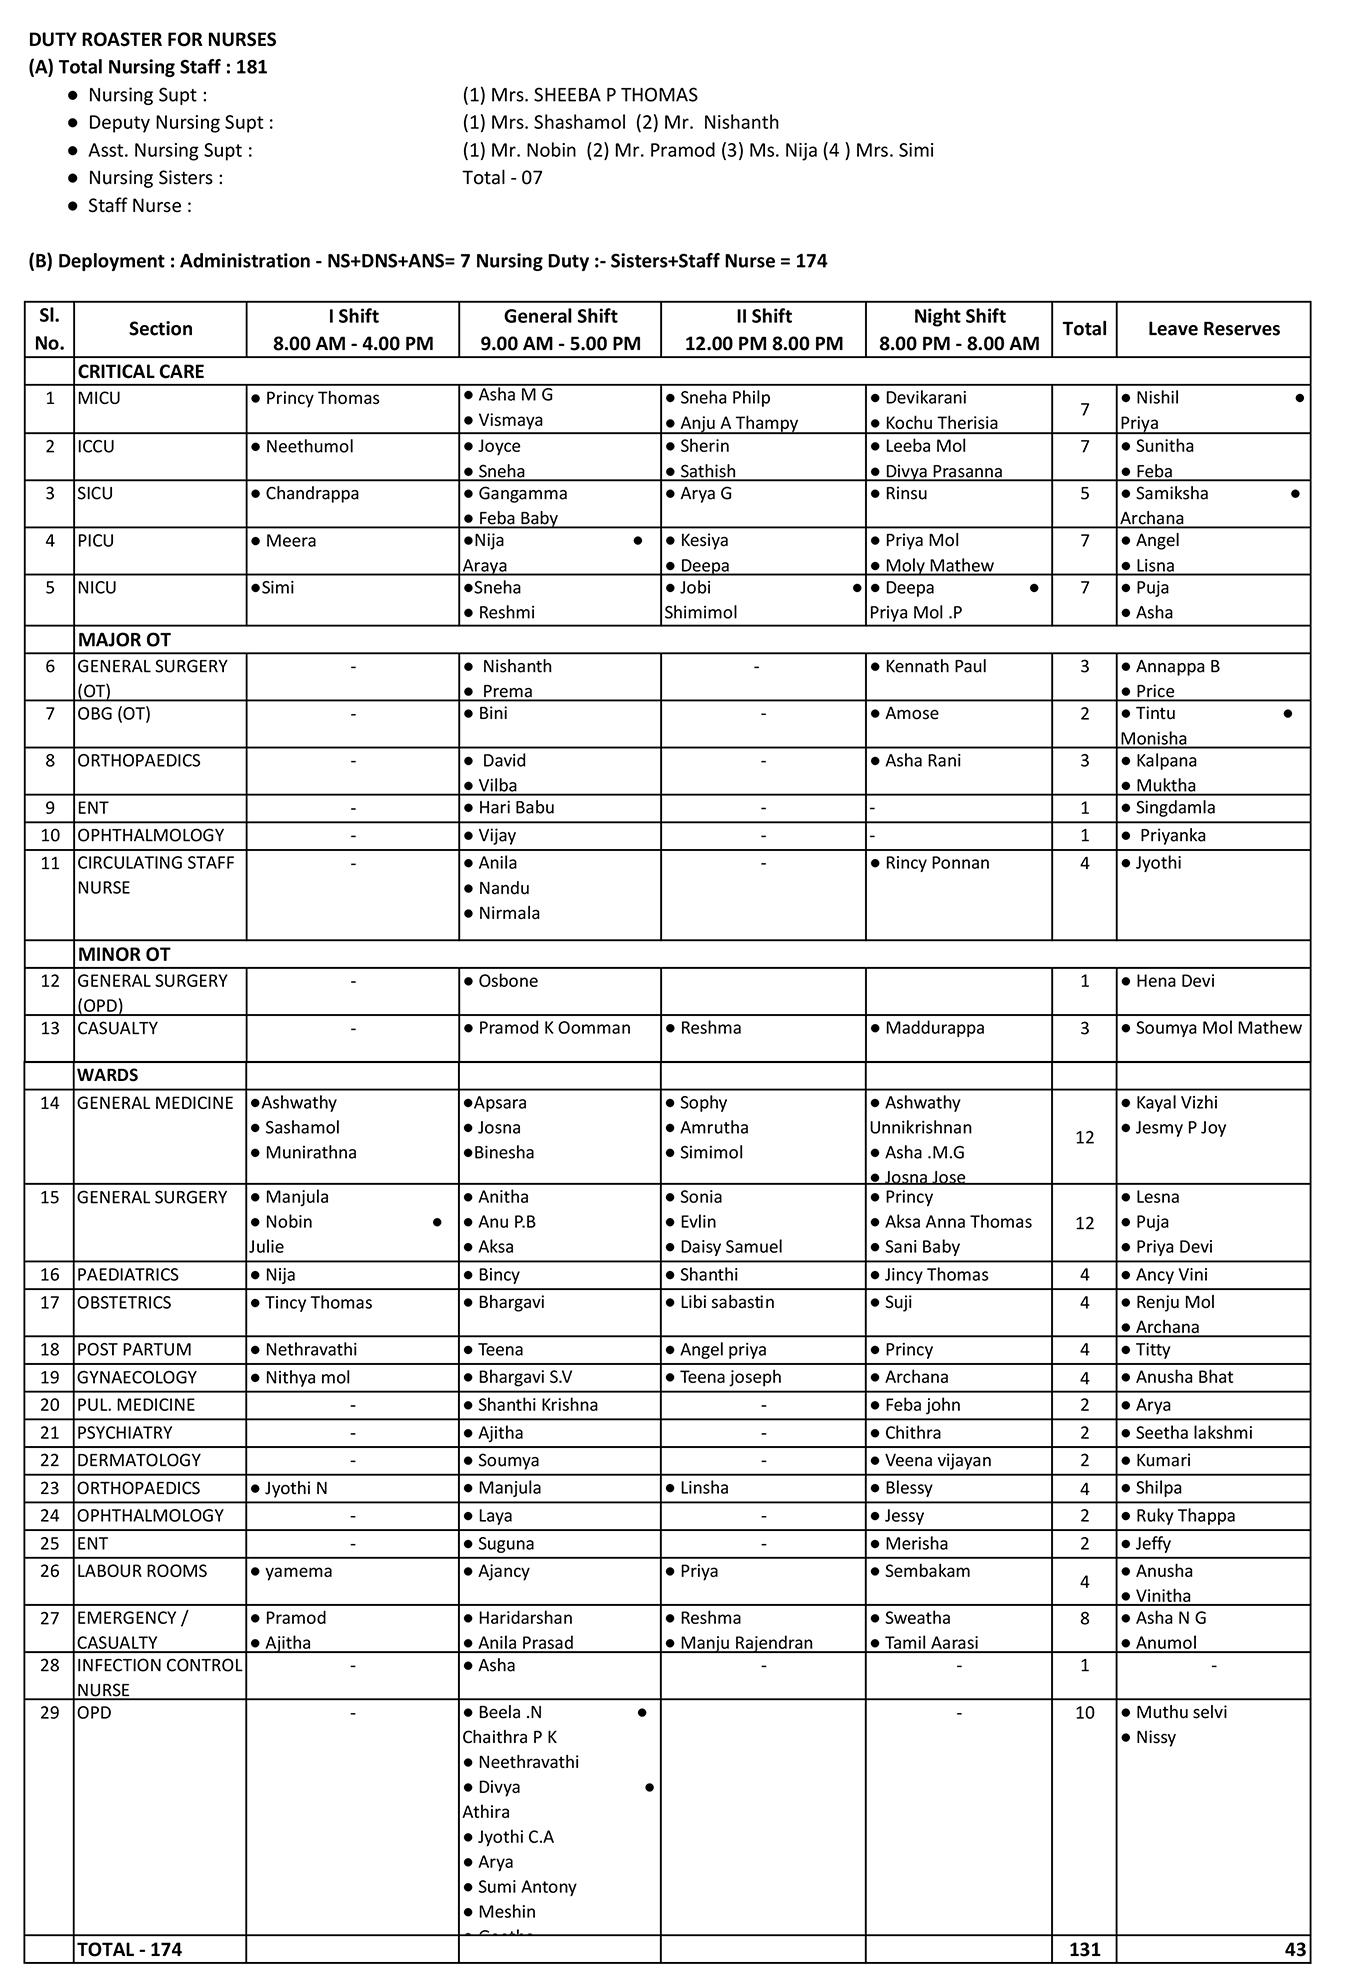 DUTY ROASTER FOR NURSES
(A) Total Nursing Staff : 181
● Nursing Supt : (1) Mrs. SHEEBA P THOMAS
● Deputy Nursing Supt : (1) Mrs. Shashamol (2) Mr. Nishanth
● Asst. Nursing Supt : (1) Mr. Nobin (2) Mr. Pramod (3) Ms. Nija (4 ) Mrs. Simi
● Nursing Sisters : Total - 07
● Staff Nurse :
(B) Deployment : Administration - NS+DNS+ANS= 7 Nursing Duty :- Sisters+Staff Nurse = 174
Sl. No. Section I Shift 8.00 AM - 4.00 PM General Shift 9.00 AM - 5.00 PM II Shift 12.00 PM 8.00 PM Night Shift 8.00 PM - 8.00 AM Total Leave Reserves
CRITICAL CARE
1 MICU ● Princy Thomas ● Asha M G ● Sneha Philp ● Devikarani 7 ● Nishil ●
● Vismaya ● Anju A Thampy ● Kochu Therisia Priya
2 ICCU ● Neethumol ● Joyce ● Sherin ● Leeba Mol 7 ● Sunitha
● Sneha ● Sathish ● Divya Prasanna ● Feba
3 SICU ● Chandrappa ● Gangamma ● Arya G ● Rinsu 5 ● Samiksha ●
● Feba Baby Archana
4 PICU ● Meera ●Nija ● ● Kesiya ● Priya Mol 7 ● Angel
Araya ● Deepa ● Moly Mathew ● Lisna
5 NICU ●Simi ●Sneha ● Jobi ● ● Deepa ● 7 ● Puja
● Reshmi Shimimol Priya Mol .P ● Asha
MAJOR OT
6 GENERAL SURGERY - ● Nishanth - ● Kennath Paul 3 ● Annappa B
(OT) ● Prema ● Price
7 OBG (OT) - ● Bini - ● Amose 2 ● Tintu ●
Monisha
8 ORTHOPAEDICS - ● David - ● Asha Rani 3 ● Kalpana
● Vilba ● Muktha
9 ENT - ● Hari Babu - - 1 ● Singdamla
10 OPHTHALMOLOGY - ● Vijay - - 1 ● Priyanka
11 CIRCULATING STAFF - ● Anila - ● Rincy Ponnan 4 ● Jyothi
NURSE ● Nandu
● Nirmala
MINOR OT
12 GENERAL SURGERY - ● Osbone 1 ● Hena Devi
(OPD)
13 CASUALTY - ● Pramod K Oomman ● Reshma ● Maddurappa 3 ● Soumya Mol Mathew
WARDS
14 GENERAL MEDICINE ●Ashwathy ●Apsara ● Sophy ● Ashwathy 12 ● Kayal Vizhi
● Sashamol ● Josna ● Amrutha Unnikrishnan ● Jesmy P Joy
● Munirathna ●Binesha ● Simimol ● Asha .M.G
● Josna Jose
15 GENERAL SURGERY ● Manjula ● Anitha ● Sonia ● Princy 12 ● Lesna
● Nobin ● ● Anu P.B ● Evlin ● Aksa Anna Thomas ● Puja
Julie ● Aksa ● Daisy Samuel ● Sani Baby ● Priya Devi
16 PAEDIATRICS ● Nija ● Bincy ● Shanthi ● Jincy Thomas 4 ● Ancy Vini
17 OBSTETRICS ● Tincy Thomas ● Bhargavi ● Libi sabastin ● Suji 4 ● Renju Mol
● Archana
18 POST PARTUM ● Nethravathi ● Teena ● Angel priya ● Princy 4 ● Titty
19 GYNAECOLOGY ● Nithya mol ● Bhargavi S.V ● Teena joseph ● Archana 4 ● Anusha Bhat
20 PUL. MEDICINE - ● Shanthi Krishna - ● Feba john 2 ● Arya
21 PSYCHIATRY - ● Ajitha - ● Chithra 2 ● Seetha lakshmi
22 DERMATOLOGY - ● Soumya - ● Veena vijayan 2 ● Kumari
23 ORTHOPAEDICS ● Jyothi N ● Manjula ● Linsha ● Blessy 4 ● Shilpa
24 OPHTHALMOLOGY - ● Laya - ● Jessy 2 ● Ruky Thappa
25 ENT - ● Suguna - ● Merisha 2 ● Jeffy
26 LABOUR ROOMS ● yamema ● Ajancy ● Priya ● Sembakam 4 ● Anusha
● Vinitha
27 EMERGENCY / ● Pramod ● Haridarshan ● Reshma ● Sweatha 8 ● Asha N G
CASUALTY ● Ajitha ● Anila Prasad ● Manju Rajendran ● Tamil Aarasi ● Anumol
28 INFECTION CONTROL - ● Asha - - 1 -
NURSE
29 OPD - ● Beela .N ● - 10 ● Muthu selvi
Chaithra P K ● Nissy
● Neethravathi
● Divya ●
Athira
● Jyothi C.A
● Arya
● Sumi Antony
● Meshin
TOTAL - 174 131 43